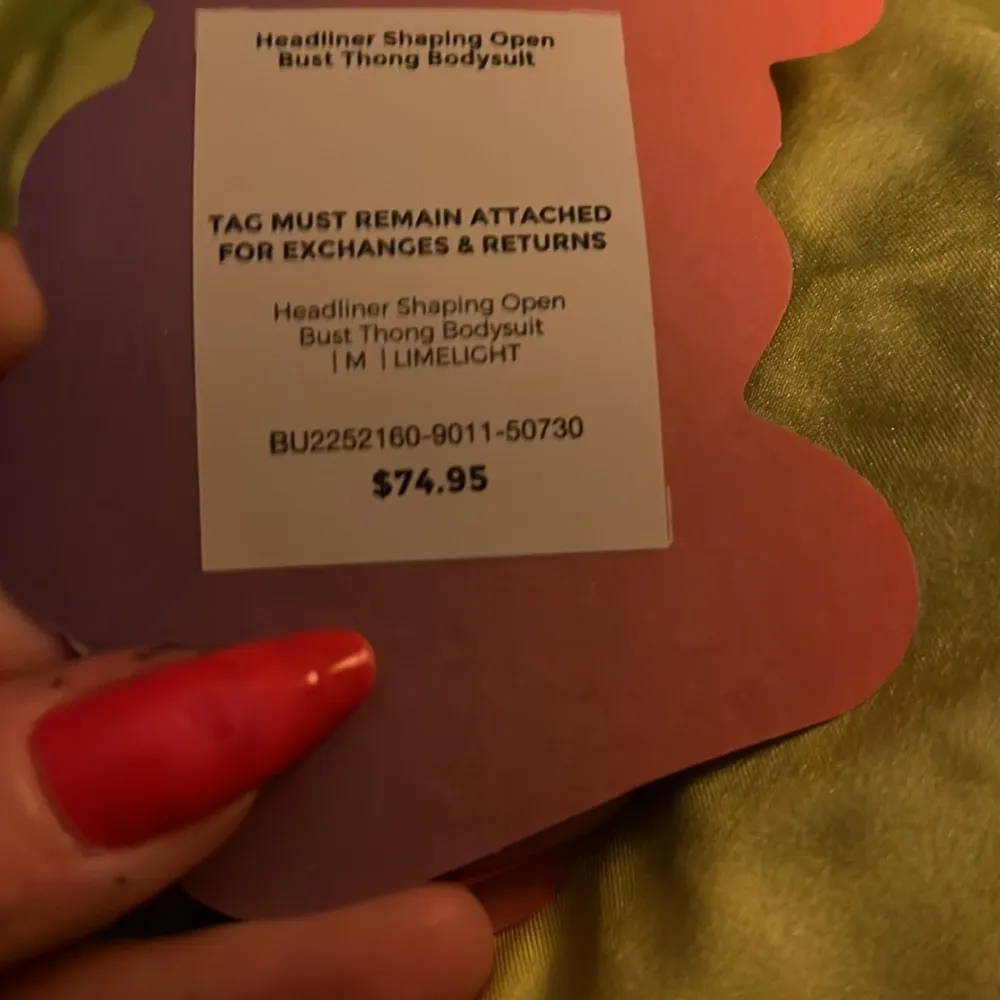 Headliner Shaping Open
Bust Thong Bodysuit
TAG MUST REMAIN ATTACHED
FOR EXCHANGES & RETURNS
Headliner Shaping Open
Bust Thong Bodysuit
| M | LIMELIGHT
BU2252160-9011-50730
$74.95